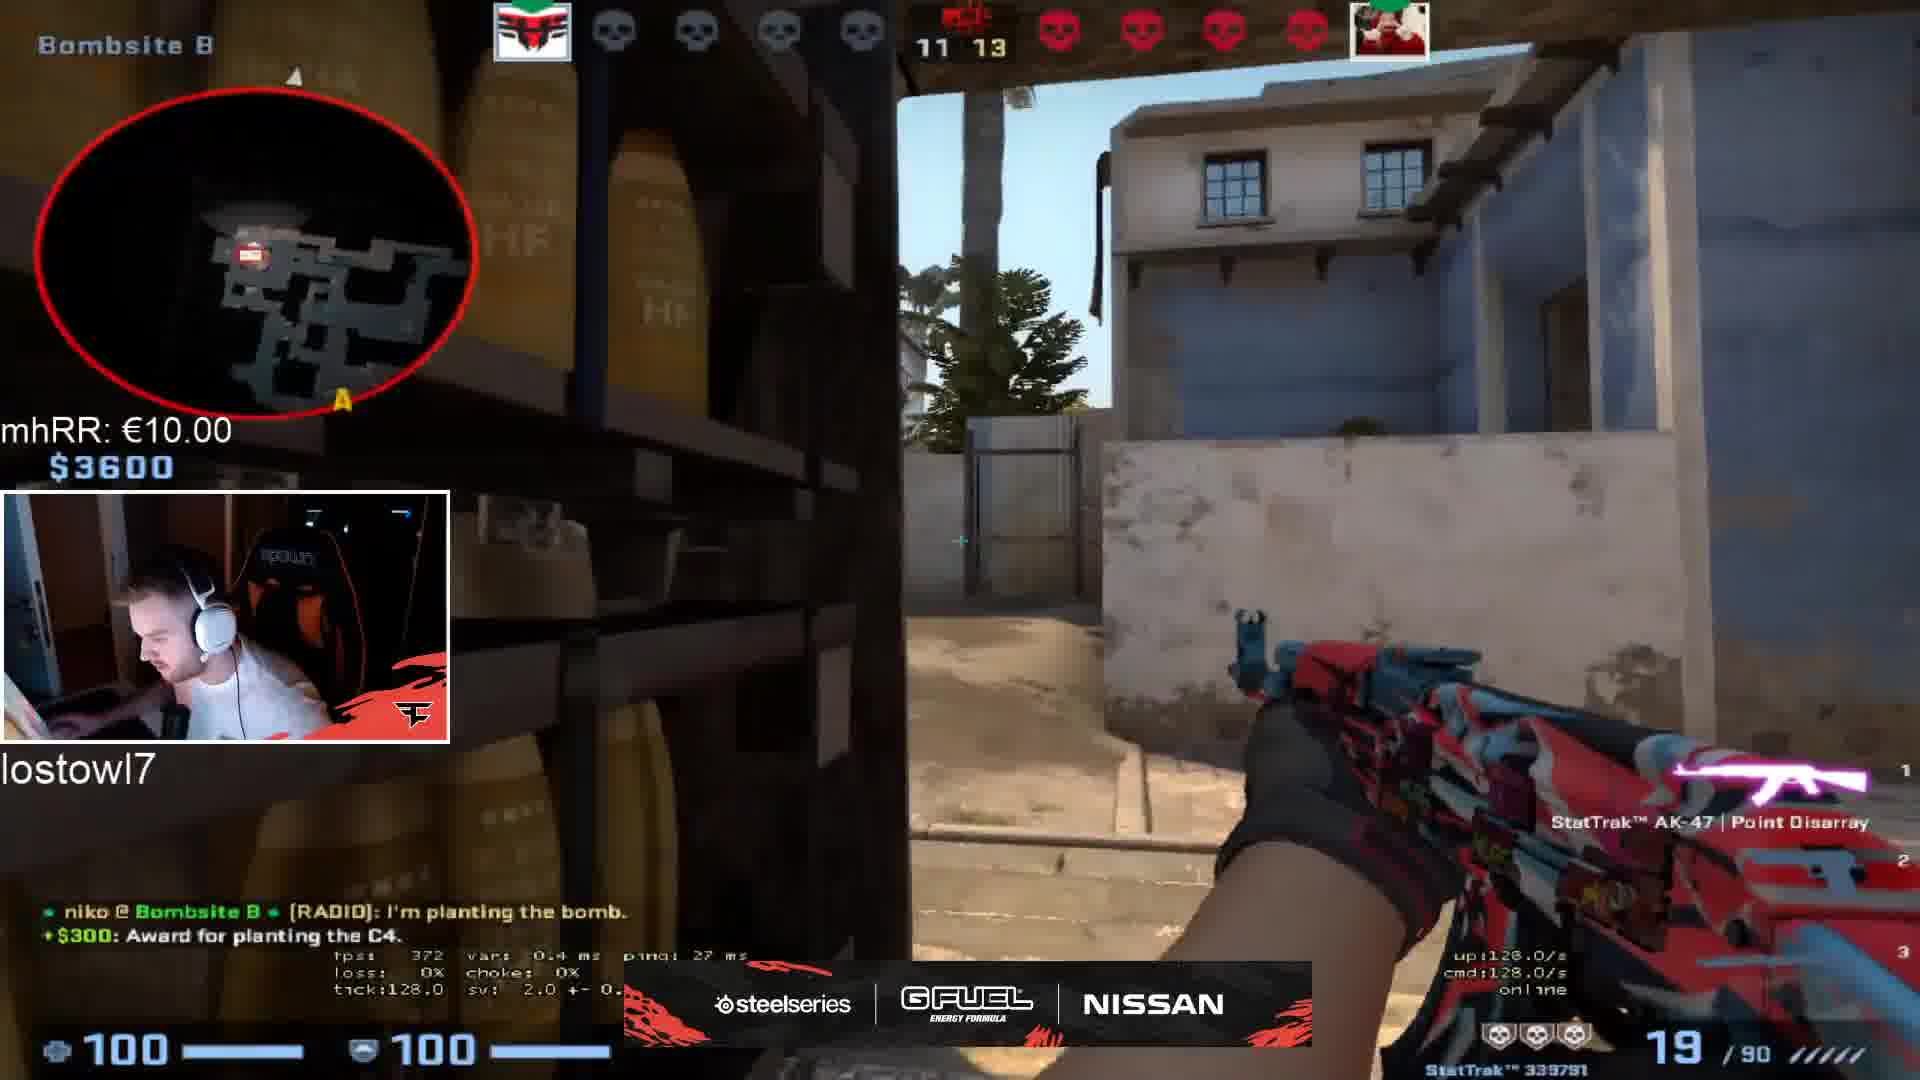 Bombsite B
11 13
A
mhRR: €10.00
$3600
spawn
lostowl7
HF
HF
1
StatTrak™ AK-47 | Point Disarray
2
3
niko @ Bombsite B • [RADIO]: I'm planting the bomb.
+$300: Award for planting the C4.
fps: 372 var: 0.4 ms ping: 27 ms
loss: 0% choke: 0%
tick:128.0 sv: 2.0 +- 0.
up:128.0/s
cmd:128.0/s
online
steelseries
GFUEL
ENERGY FORMULA
NISSAN
100 100
19 / 90
StatTrak™ 339791